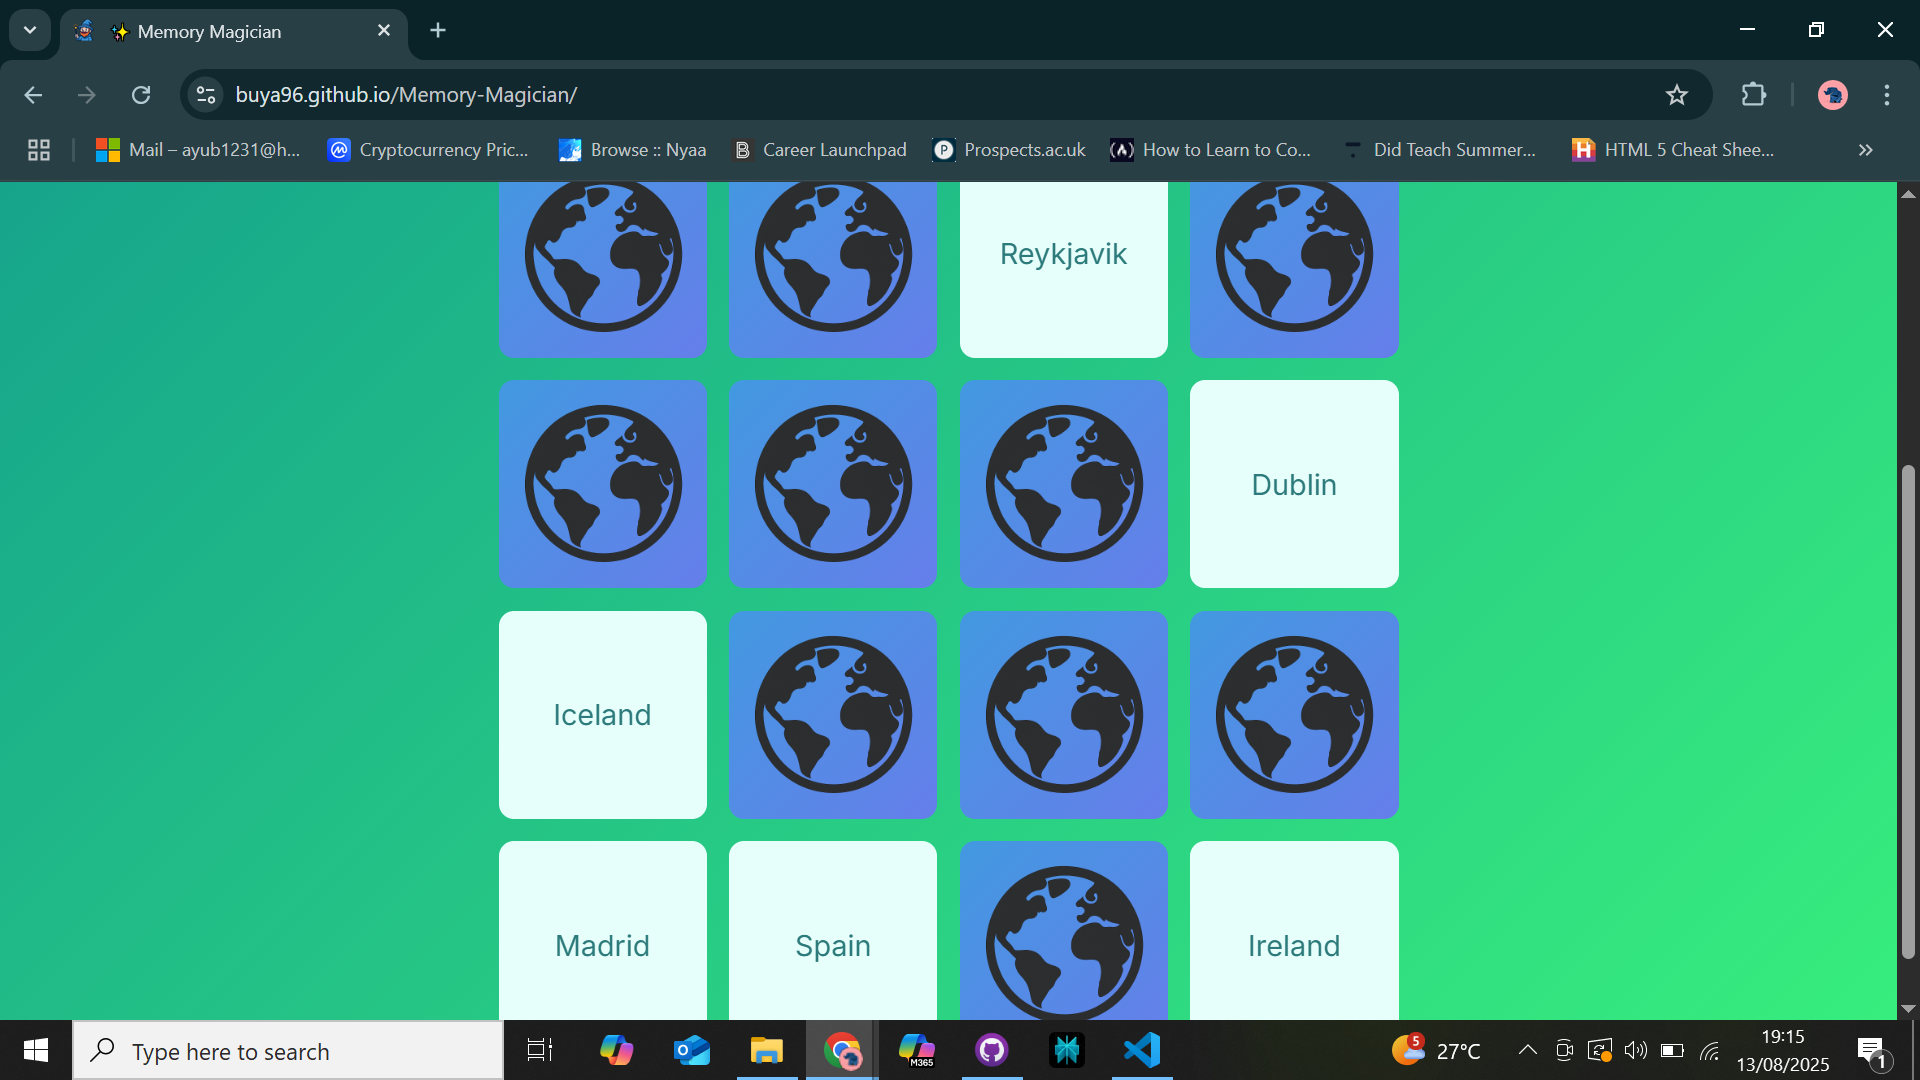 Memory Magician
buya96.github.io/Memory-Magician/
Mail – ayub1231@h...
Cryptocurrency Pric...
Browse :: Nyaa
Career Launchpad
Prospects.ac.uk
How to Learn to Co...
Did Teach Summer...
HTML 5 Cheat Shee...
Reykjavik
Dublin
Iceland
Madrid
Spain
Ireland
Type here to search
M365
5
27°C
19:15
13/08/2025
1